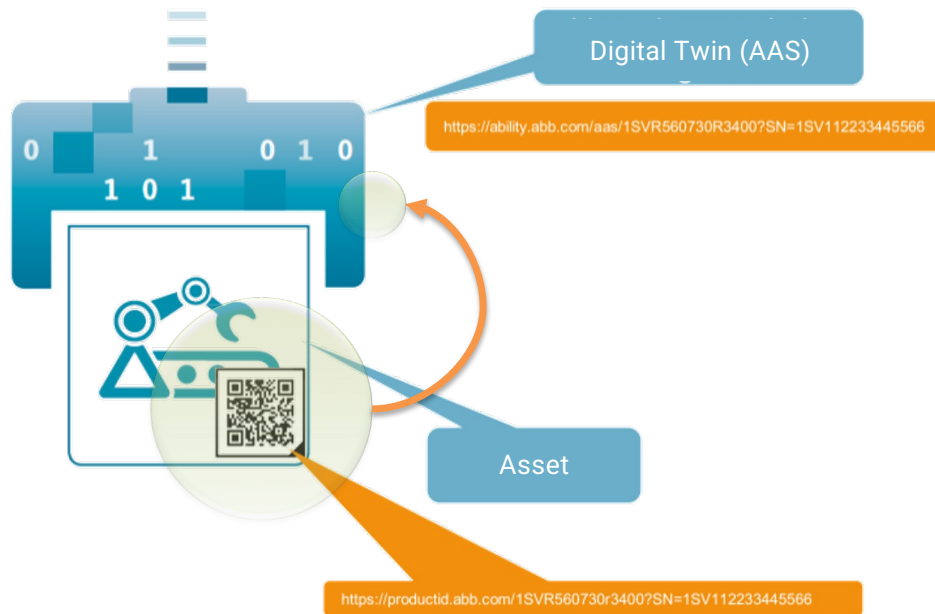 Digital Twin (AAS)
https://ability.abb.com/aas/1SVR560730R3400?SN=1SV112233445566
0 1 0 1 0
1 0 1
Asset
https://productid.abb.com/1SVR560730r3400?SN=1SV112233445566